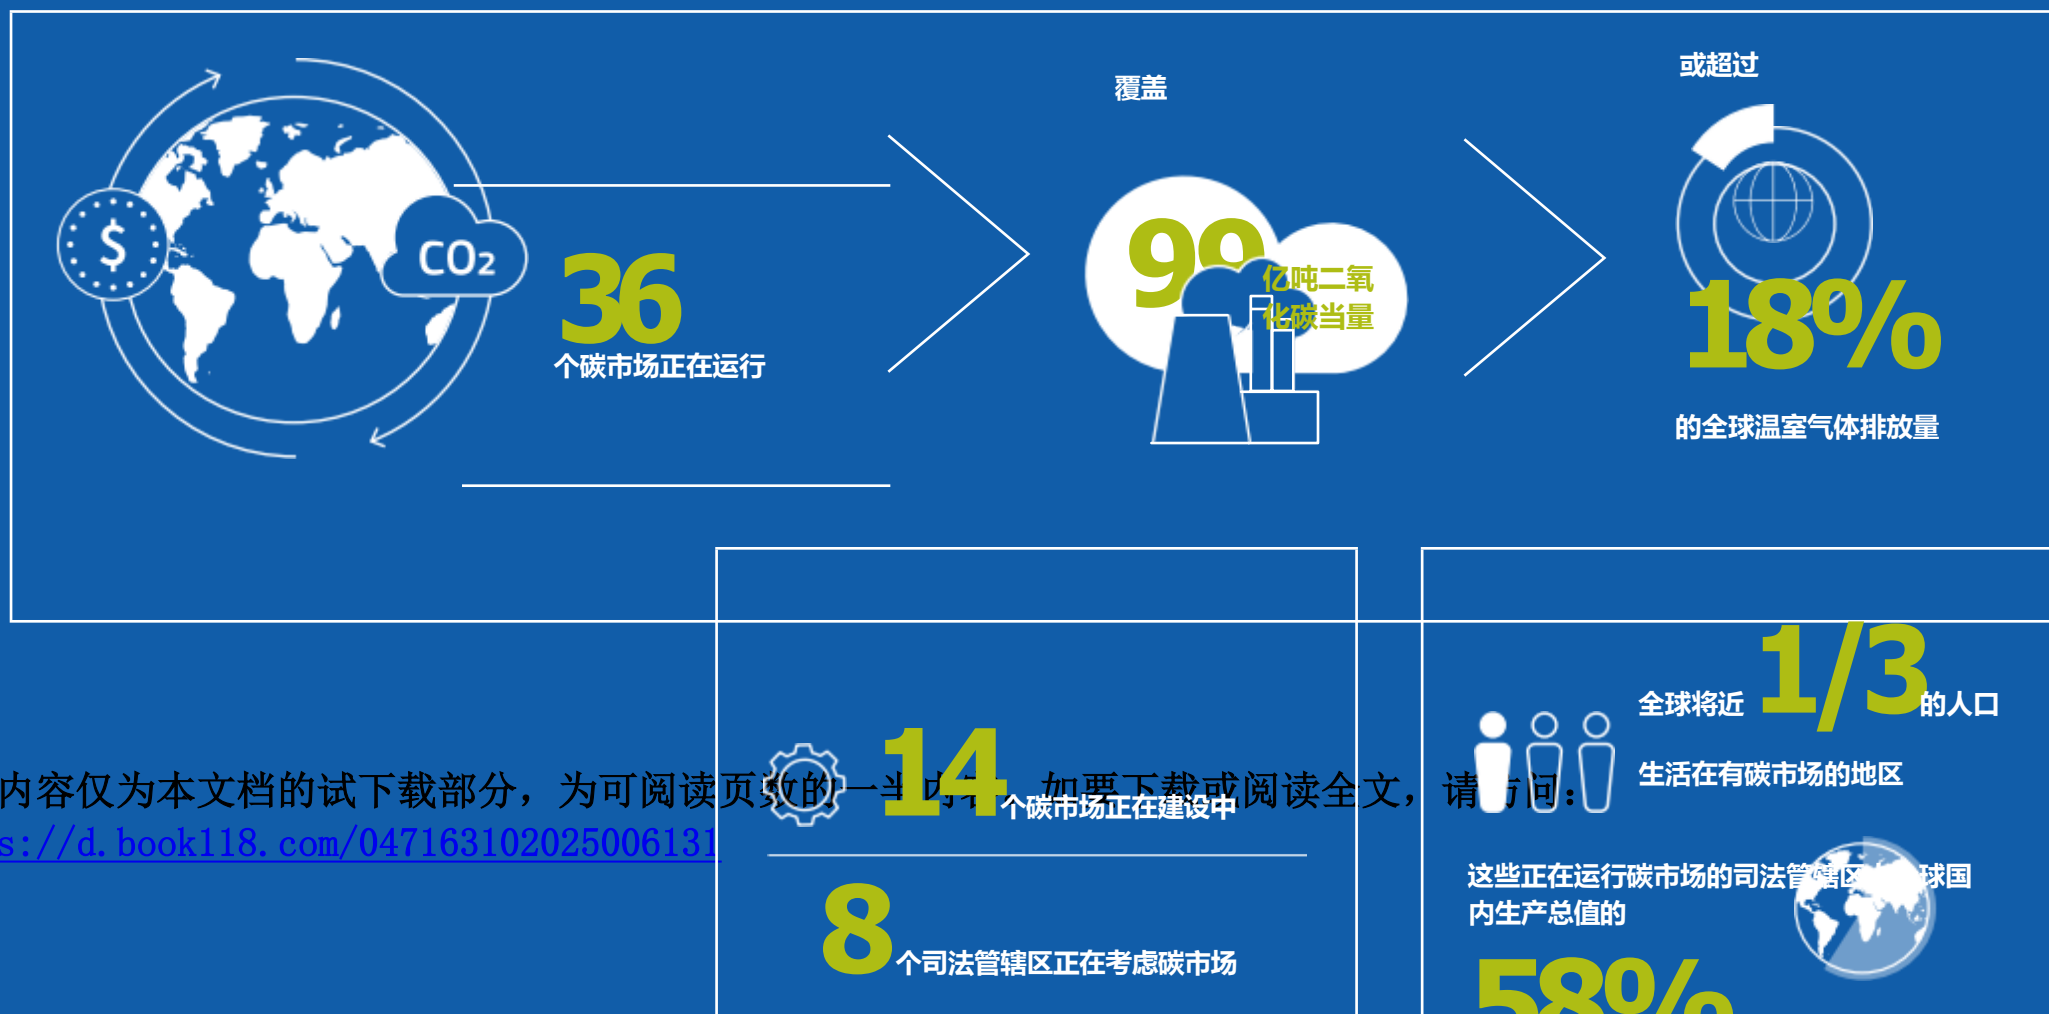 $
CO2
36
个碳市场正在运行
覆盖
99
亿吨二氧
化碳当量
或超过
18%
的全球温室气体排放量
14
个碳市场正在建设中
8
个司法管辖区正在考虑碳市场
全球将近 1/3 的人口
生活在有碳市场的地区
这些正在运行碳市场的司法管辖区 球国
内生产总值的
58%
内容仅为本文档的试下载部分，为可阅读页数的一半内容。如要下载或阅读全文，请访问：
s://d.book118.com/047163102025006131